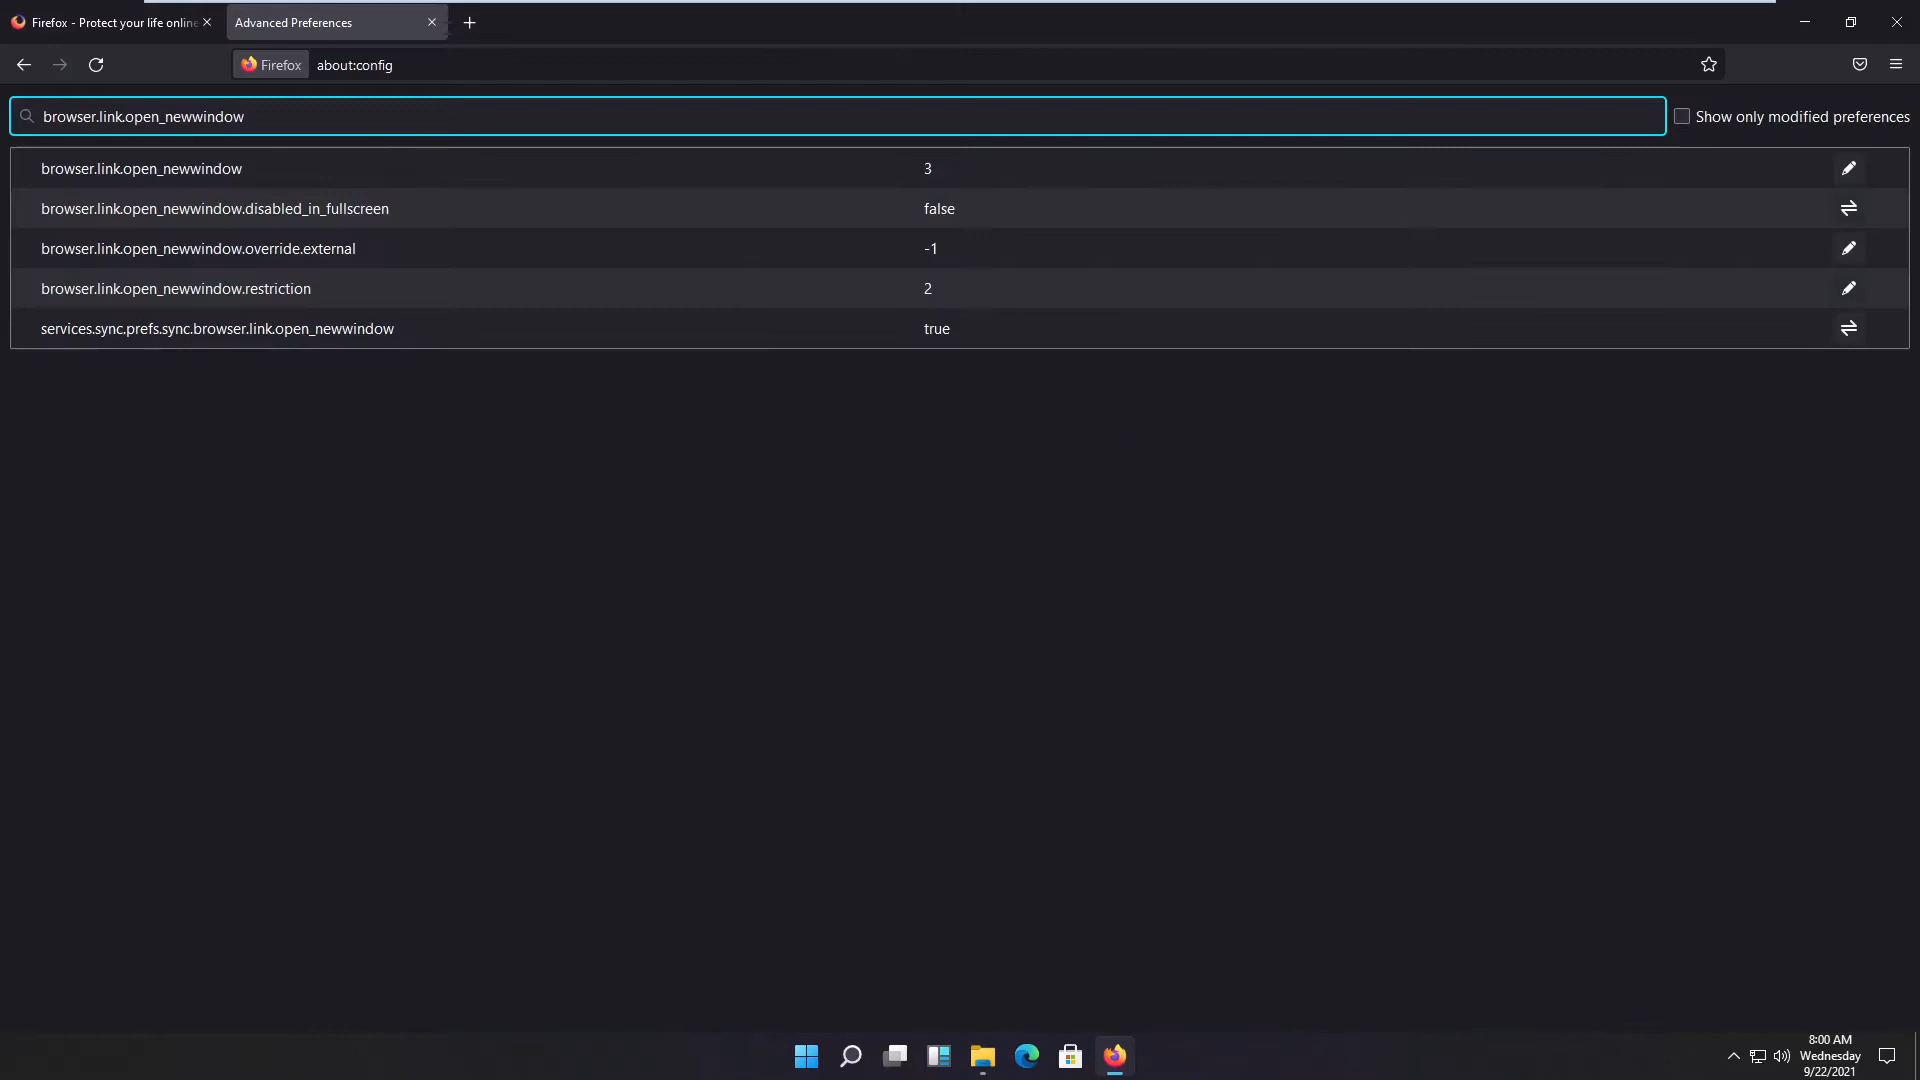 Firefox - Protect your life online
Advanced Preferences
Firefox
about:config
browser.link.open_newwindow
Show only modified preferences
browser.link.open_newwindow 3
browser.link.open_newwindow.disabled_in_fullscreen false
browser.link.open_newwindow.override.external -1
browser.link.open_newwindow.restriction 2
services.sync.prefs.sync.browser.link.open_newwindow true
8:00 AM
Wednesday
9/22/2021